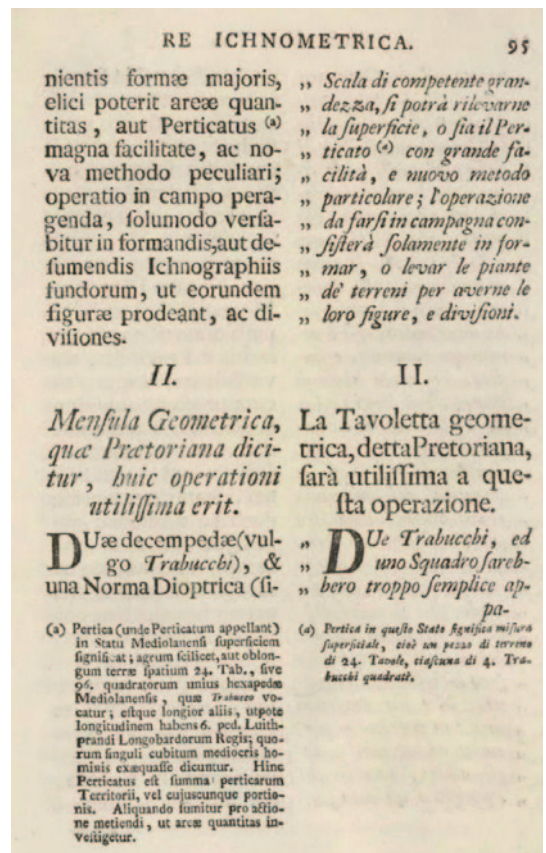 RE ICHNOMETRICA. 95
nientis formæ majoris,
elici poterit areæ quan-
titas, aut Perticatus (a)
magna facilitate, ac no-
va methodo peculiari;
operatio in campo pera-
genda, ſolumodo verſa-
bitur in formandis,aut de-
ſumendis Ichnographiis
fundorum, ut eorundem
figuræ prodeant, ac di-
viſiones.
II.
Menſula Geometrica,
quæ Prætoriana dici-
tur, huic operationi
utiliſſima erit.
DUæ decempedæ(vul-
go Trabucchi), &
una Norma Dioptrica (ſi-
(a) Pertica (unde Perticatum appellant)
in Statu Mediolanenſi ſuperficiem
ſignificat; agrum ſcilicet, aut oblon-
gum terræ ſpatium 24. Tab., ſive
96. quadratorum unius hexapedæ
Mediolanenſis, quæ Trabucco vo-
catur; eſtque longior aliis, utpote
longitudinem habens 6. ped. Luith-
prandi Longobardorum Regis; quo-
rum ſinguli cubitum mediocris ho-
minis exæquaſſe dicuntur. Hinc
Perticatus eſt ſumma perticarum
Territorii, vel cujuscunque portio-
nis. Aliquando ſumitur pro actio-
ne metiendi, ut areæ quantitas in-
veſtigetur.
„ Scala di competente gran-
„ dezza, ſi potrà rilevarne
„ la ſuperficie, o ſia il Per-
„ ticato (a) con grande fa-
„ cilità, e nuovo metodo
„ particolare; l'operazione
„ da farſi in campagna con-
„ ſiſterà ſolamente in for-
„ mar, o levar le piante
„ de' terreni per averne le
„ loro figure, e diviſioni.
II.
La Tavoletta geome-
trica, detta Pretoriana,
ſarà utiliſſima a que-
ſta operazione.
„ DUe Trabucchi, ed
„ uno Squadro ſareb-
„ bero troppo ſemplice ap-
pa-
(a) Pertica in queſto Stato ſignifica miſura
ſuperficiale, cioè un pezzo di terreno
di 24. Tavole, ciaſcuna di 4. Tra-
bucchi quadrati.